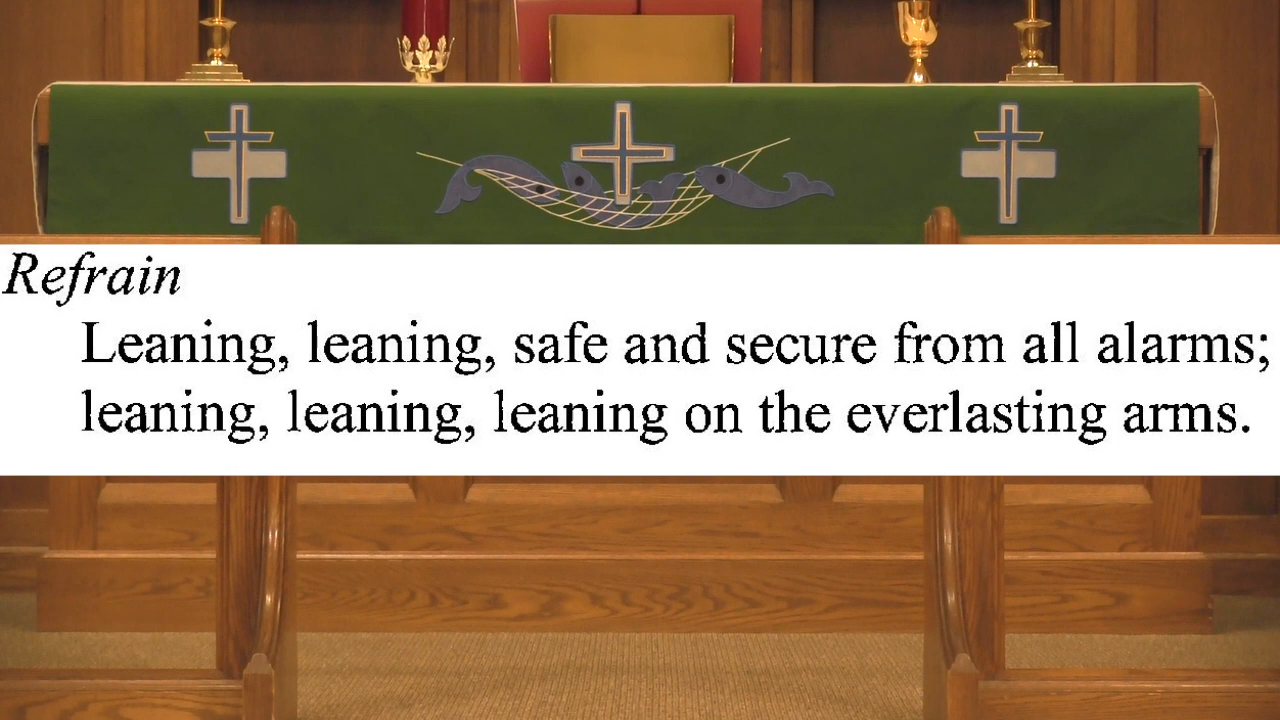 Refrain
Leaning, leaning, safe and secure from all alarms;
leaning, leaning, leaning on the everlasting arms.